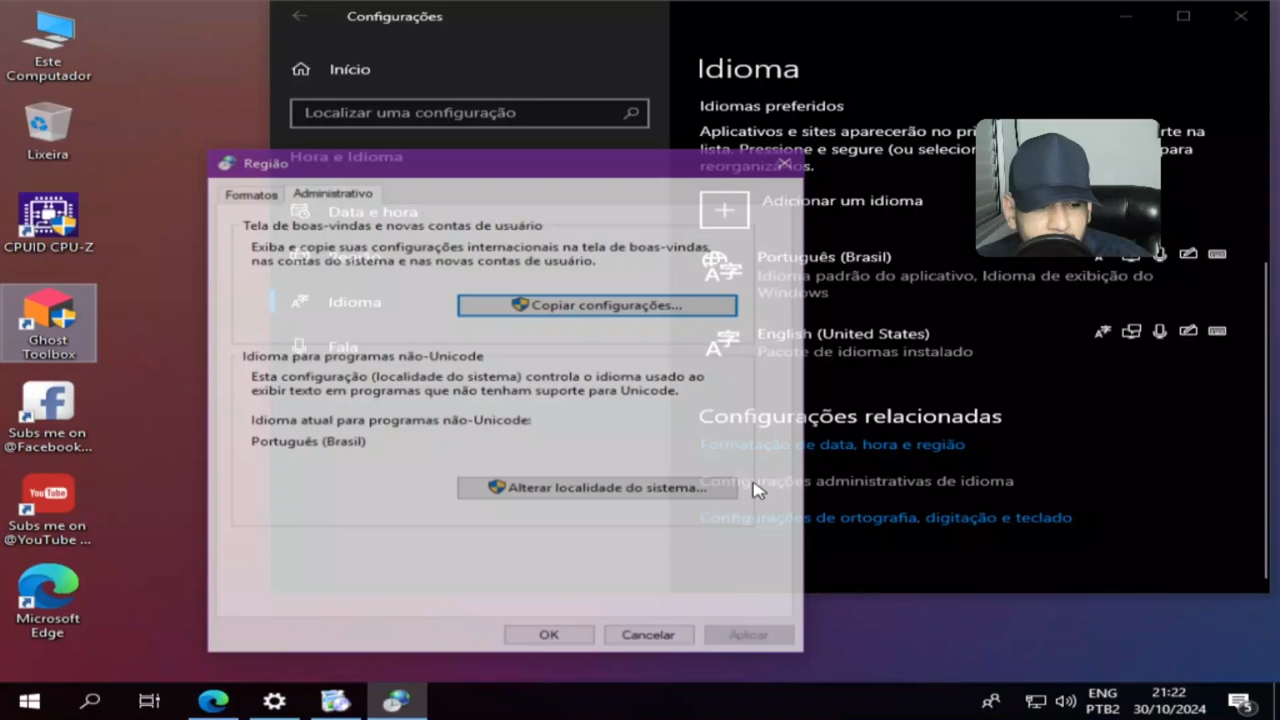 Este
Computador
Lixeira
CPUID CPU-Z
Ghost
Toolbox
Subs me on
@Facebook...
You Tube
Subs me on
@YouTube ...
Microsoft
Edge
Configurações
Início
Localizar uma configuração
Hora e Idioma
Data e hora
Idioma
Fala
Idioma
Idiomas preferidos
Aplicativos e sites aparecerão no
rte na
lista. Pressione e segure (ou
para
reorganizá-los.
Adicionar um idioma
Português (Brasil)
Idioma padrão do aplicativo, Idioma de exibição do
Windows
English (United States)
Pacote de idiomas instalado
Configurações relacionadas
Formatação de data, hora e região
Configurações administrativas de idioma
Configurações de ortografia, digitação e teclado
Região
Formatos
Administrativo
Tela de boas-vindas e novas contas de usuário
Exiba e copie suas configurações internacionais na tela de boas-vindas,
nas contas do sistema e nas novas contas de usuário.
Copiar configurações...
Idioma para programas não-Unicode
Esta configuração (localidade do sistema) controla o idioma usado ao
exibir texto em programas que não tenham suporte para Unicode.
Idioma atual para programas não-Unicode:
Português (Brasil)
Alterar localidade do sistema...
OK
Cancelar
Aplicar
ENG
PTB2
21:22
30/10/2024
5